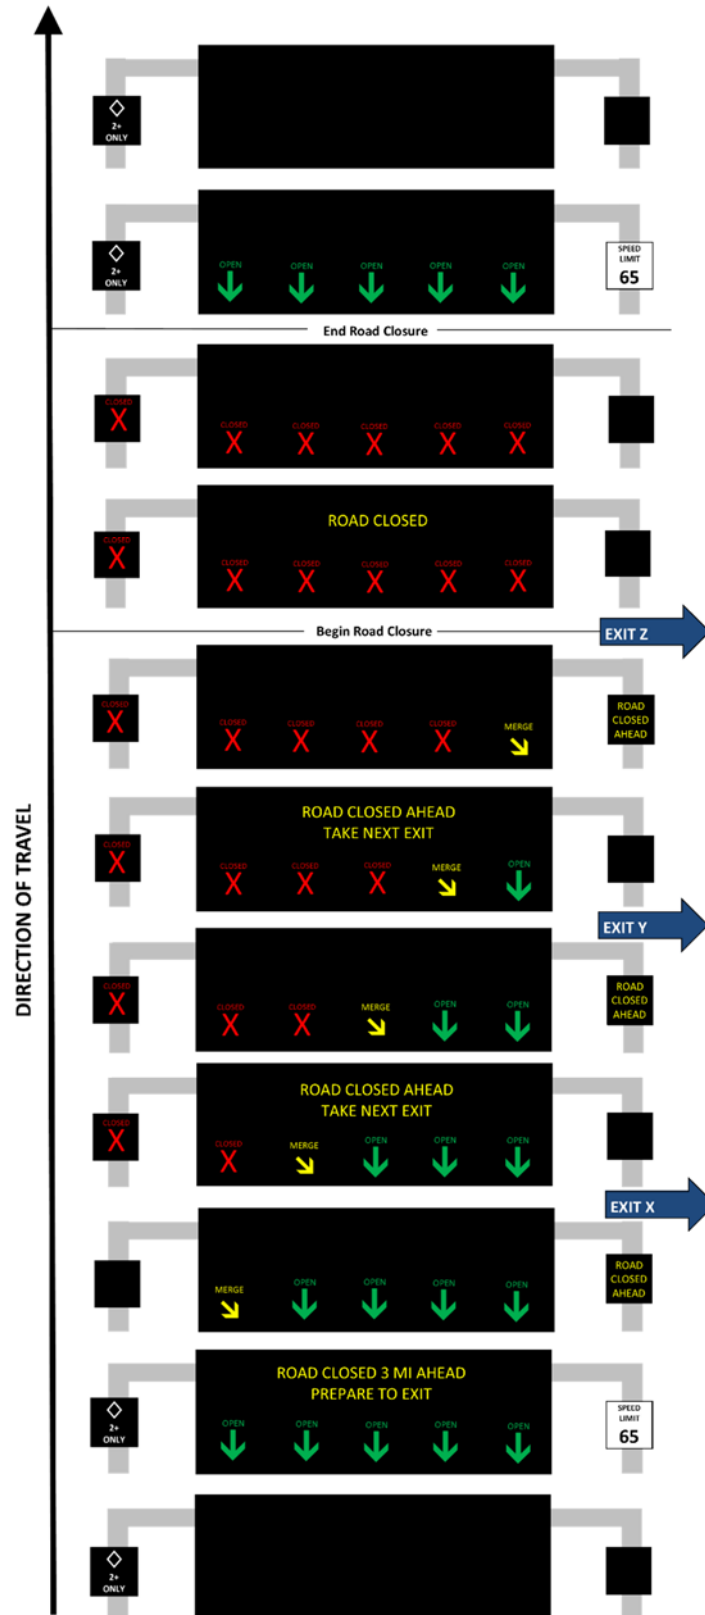 2+
ONLY
2+
ONLY
OPEN OPEN OPEN OPEN OPEN
SPEED
LIMIT
65
End Road Closure
CLOSED
X
CLOSED CLOSED CLOSED CLOSED CLOSED
X X X X X
ROAD CLOSED
CLOSED
X
CLOSED CLOSED CLOSED CLOSED CLOSED
X X X X X
Begin Road Closure
EXIT Z
CLOSED
X
CLOSED CLOSED CLOSED CLOSED MERGE
X X X X
ROAD
CLOSED
AHEAD
ROAD CLOSED AHEAD
TAKE NEXT EXIT
CLOSED
X
CLOSED CLOSED CLOSED MERGE OPEN
X X X
EXIT Y
CLOSED
X
CLOSED CLOSED MERGE OPEN OPEN
X X
ROAD
CLOSED
AHEAD
ROAD CLOSED AHEAD
TAKE NEXT EXIT
CLOSED
X
CLOSED MERGE OPEN OPEN OPEN
X
EXIT X
MERGE OPEN OPEN OPEN OPEN
ROAD
CLOSED
AHEAD
ROAD CLOSED 3 MI AHEAD
PREPARE TO EXIT
2+
ONLY
OPEN OPEN OPEN OPEN OPEN
SPEED
LIMIT
65
2+
ONLY
DIRECTION OF TRAVEL